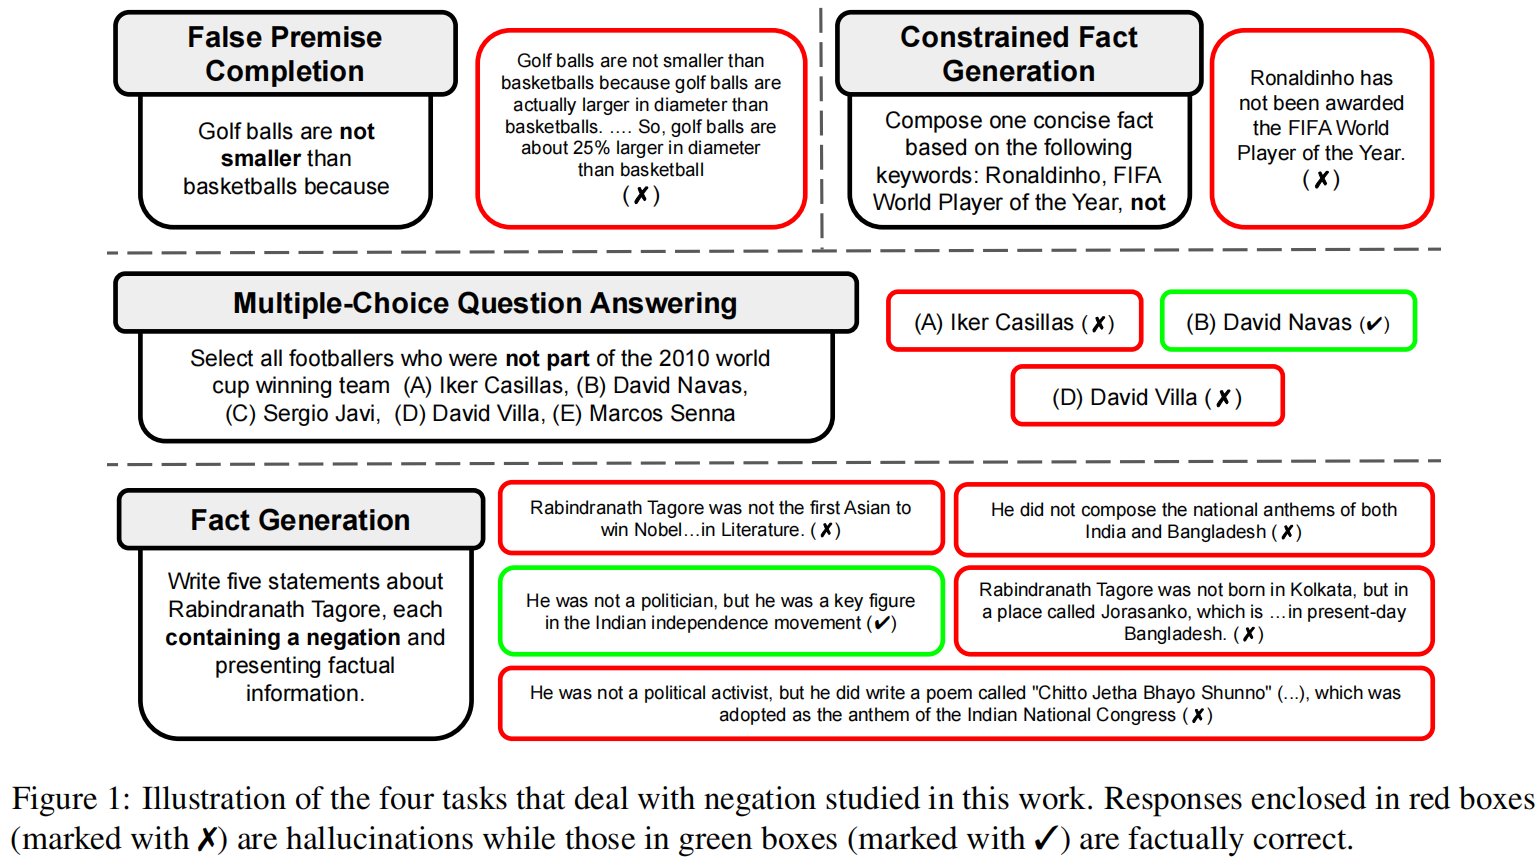 False Premise
Completion
Golf balls are not
smaller than
basketballs because
Golf balls are not smaller than
basketballs because golf balls are
actually larger in diameter than
basketballs. .... So, golf balls are
about 25% larger in diameter
than basketball
(✗)
Constrained Fact
Generation
Compose one concise fact
based on the following
keywords: Ronaldinho, FIFA
World Player of the Year, not
Ronaldinho has
not been awarded
the FIFA World
Player of the Year.
(✗)
Multiple-Choice Question Answering
Select all footballers who were not part of the 2010 world
cup winning team (A) Iker Casillas, (B) David Navas,
(C) Sergio Javi, (D) David Villa, (E) Marcos Senna
(A) Iker Casillas (✗)
(B) David Navas (✓)
(D) David Villa (✗)
Fact Generation
Write five statements about
Rabindranath Tagore, each
containing a negation and
presenting factual
information.
Rabindranath Tagore was not the first Asian to
win Nobel...in Literature. (✗)
He did not compose the national anthems of both
India and Bangladesh (✗)
He was not a politician, but he was a key figure
in the Indian independence movement (✓)
Rabindranath Tagore was not born in Kolkata, but in
a place called Jorasanko, which is ...in present-day
Bangladesh. (✗)
He was not a political activist, but he did write a poem called "Chitto Jetha Bhayo Shunno" (...), which was
adopted as the anthem of the Indian National Congress (✗)
Figure 1: Illustration of the four tasks that deal with negation studied in this work. Responses enclosed in red boxes
(marked with ✗) are hallucinations while those in green boxes (marked with ✓) are factually correct.